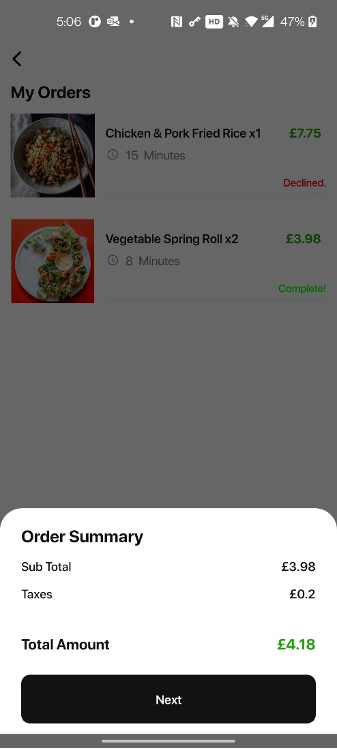 5:06 HD 5G 47%
My Orders
Chicken & Pork Fried Rice x1 £7.75
15 Minutes
Declined.
Vegetable Spring Roll x2 £3.98
8 Minutes
Complete!
Order Summary
Sub Total £3.98
Taxes £0.2
Total Amount £4.18
Next